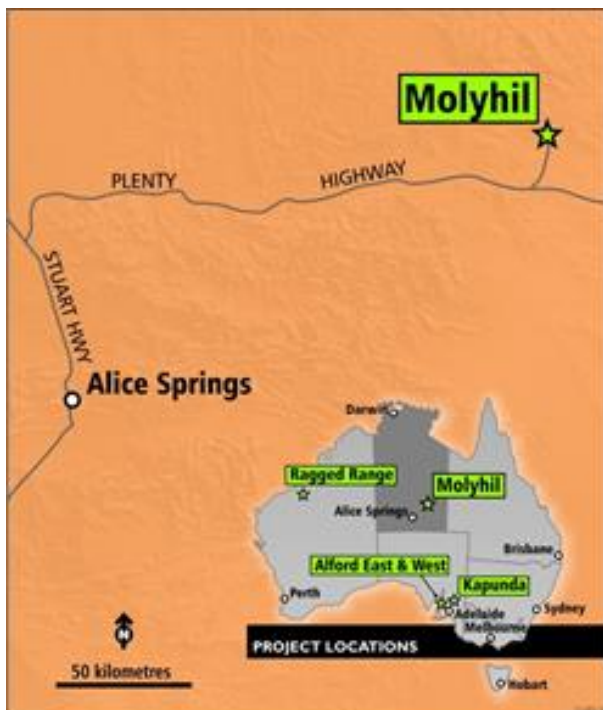 Molyhil
PLENTY
HIGHWAY
STUART HWY
Alice Springs
Darwin
Ragged Range
Molyhil
Alice Springs
Brisbane
Alford East & West
Kapunda
Perth
Adelaide
Sydney
Melbourne
PROJECT LOCATIONS
N
50 kilometres
Hobart